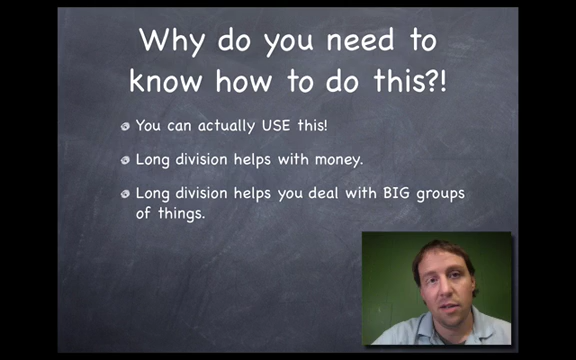 Why do you need to
know how to do this?!
You can actually USE this!
Long division helps with money.
Long division helps you deal with BIG groups
of things.